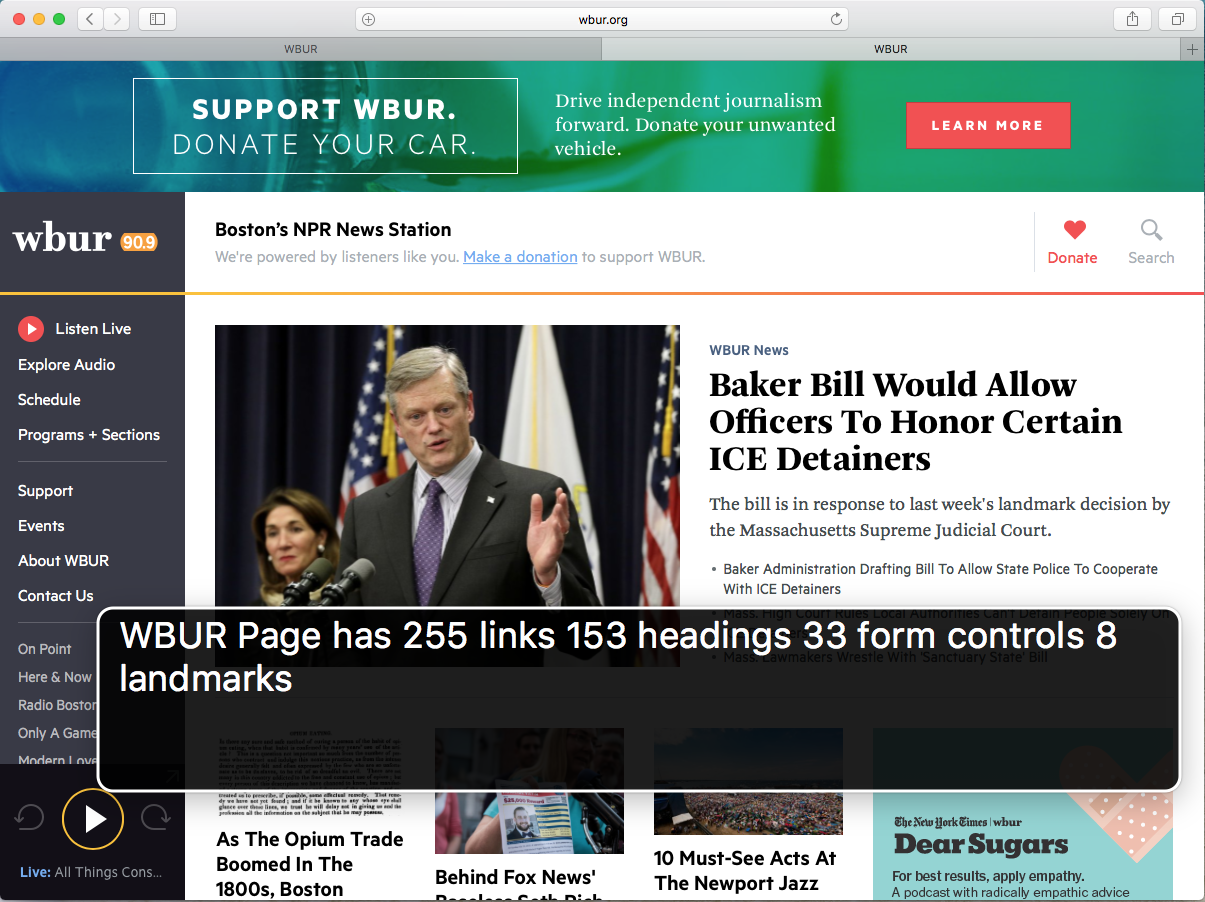 wbur.org
WBUR
WBUR
SUPPORT WBUR.
DONATE YOUR CAR.
Drive independent journalism
forward. Donate your unwanted
vehicle.
LEARN MORE
wbur 90.9
Boston’s NPR News Station
We're powered by listeners like you. Make a donation to support WBUR.
Donate
Search
Listen Live
Explore Audio
Schedule
Programs + Sections
Support
Events
About WBUR
Contact Us
On Point
Here & Now
Radio Boston
Only A Game
Modern Love
Live: All Things Cons...
WBUR News
Baker Bill Would Allow
Officers To Honor Certain
ICE Detainers
The bill is in response to last week's landmark decision by
the Massachusetts Supreme Judicial Court.
• Baker Administration Drafting Bill To Allow State Police To Cooperate
With ICE Detainers
• Mass. High Court Rules Local Authorities Can't Detain People Solely On
• Mass. Lawmakers Wrestle With 'Sanctuary State' Bill
WBUR Page has 255 links 153 headings 33 form controls 8
landmarks
As The Opium Trade
Boomed In The
1800s, Boston
$25,000 Reward
Behind Fox News'
Baseless Seth Rich
10 Must-See Acts At
The Newport Jazz
The New York Times | wbur
Dear Sugars
For best results, apply empathy.
A podcast with radically empathic advice